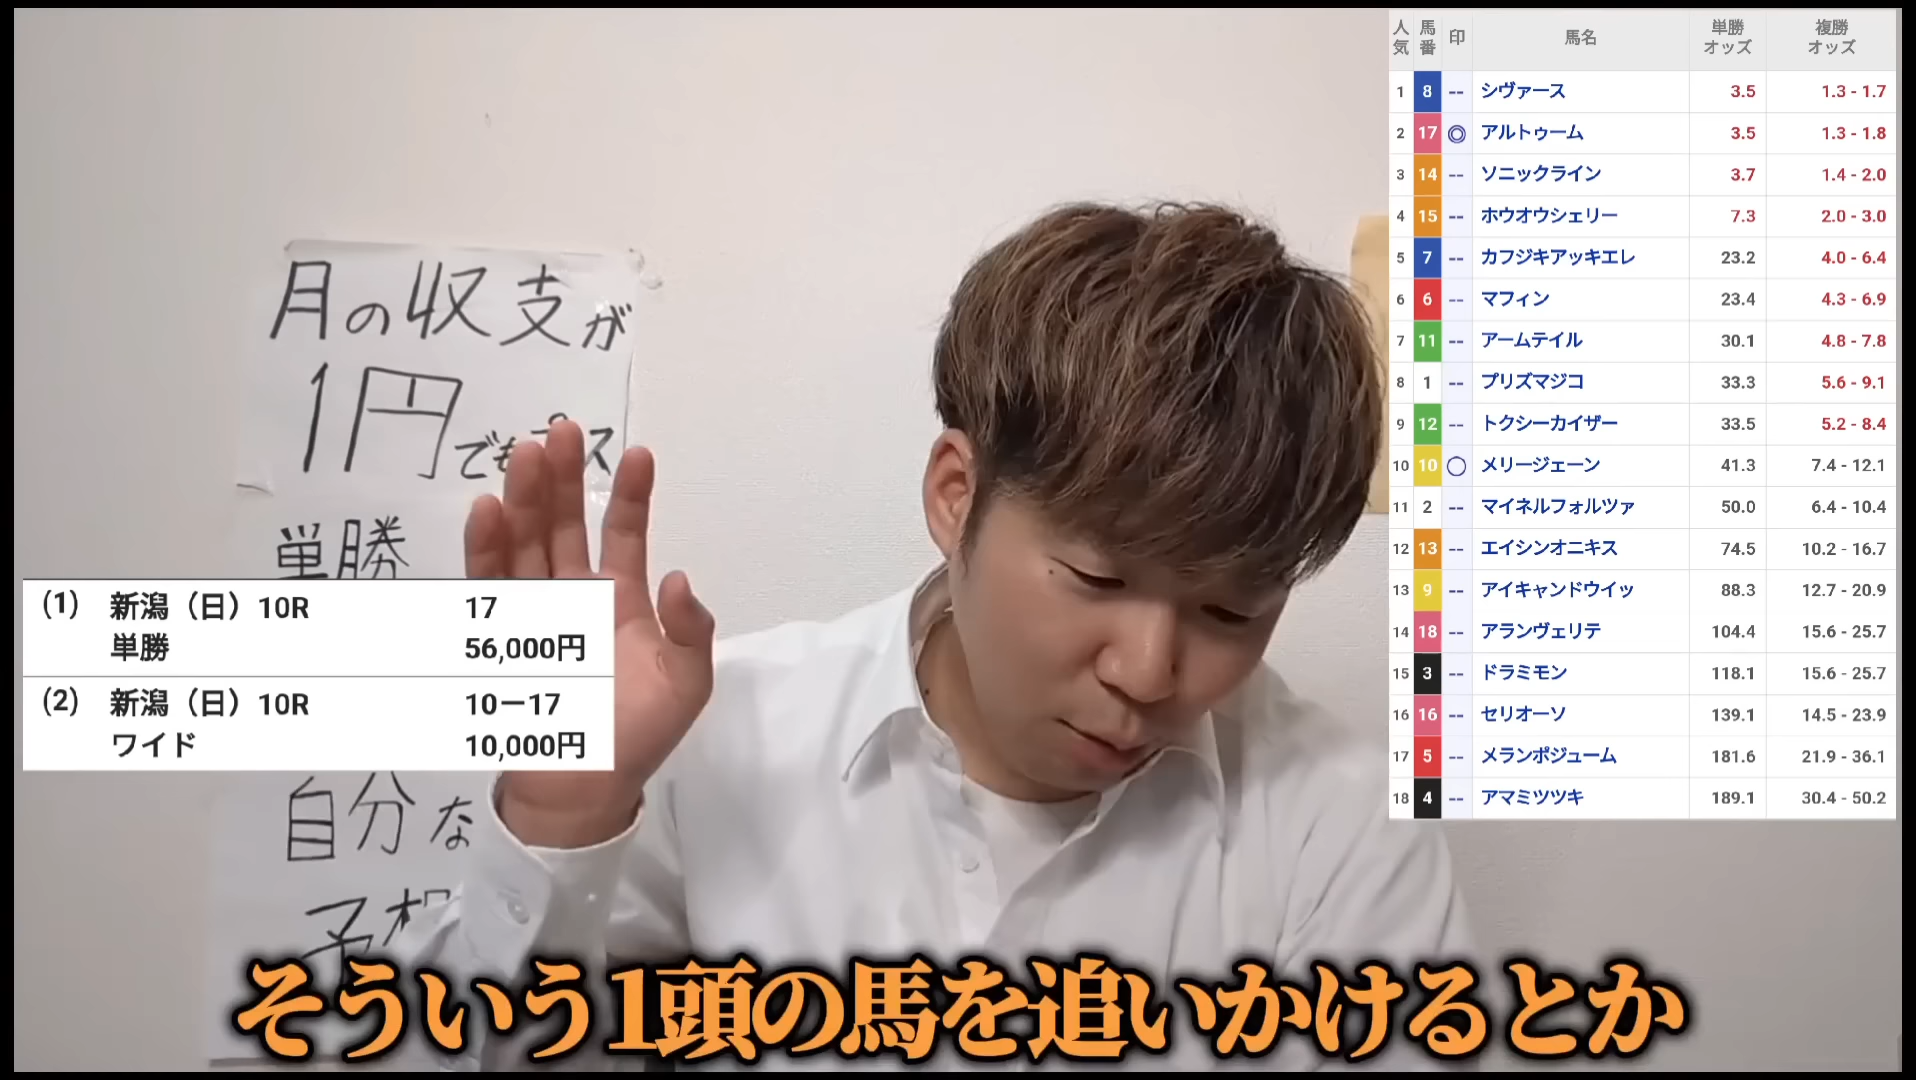 月の収支が
1円でも
ス
単勝
(1) 新潟（日）10R 17
単勝 56,000円
(2) 新潟（日）10R 10－17
ワイド 10,000円
自分な
予想
人気 馬番 印 馬名 単勝オッズ 複勝オッズ
1 8 -- シヴァース 3.5 1.3 - 1.7
2 17 ◎ アルトゥーム 3.5 1.3 - 1.8
3 14 -- ソニックライン 3.7 1.4 - 2.0
4 15 -- ホウオウシェリー 7.3 2.0 - 3.0
5 7 -- カフジキアッキエレ 23.2 4.0 - 6.4
6 6 -- マフィン 23.4 4.3 - 6.9
7 11 -- アームテイル 30.1 4.8 - 7.8
8 1 -- プリズマジコ 33.3 5.6 - 9.1
9 12 -- トクシーカイザー 33.5 5.2 - 8.4
10 10 ○ メリージェーン 41.3 7.4 - 12.1
11 2 -- マイネルフォルツァ 50.0 6.4 - 10.4
12 13 -- エイシンオニキス 74.5 10.2 - 16.7
13 9 -- アイキャンドウイッ 88.3 12.7 - 20.9
14 18 -- アランヴェリテ 104.4 15.6 - 25.7
15 3 -- ドラミモン 118.1 15.6 - 25.7
16 16 -- セリオーソ 139.1 14.5 - 23.9
17 5 -- メランポジューム 181.6 21.9 - 36.1
18 4 -- アマミツツキ 189.1 30.4 - 50.2
そういう1頭の馬を追いかけるとか